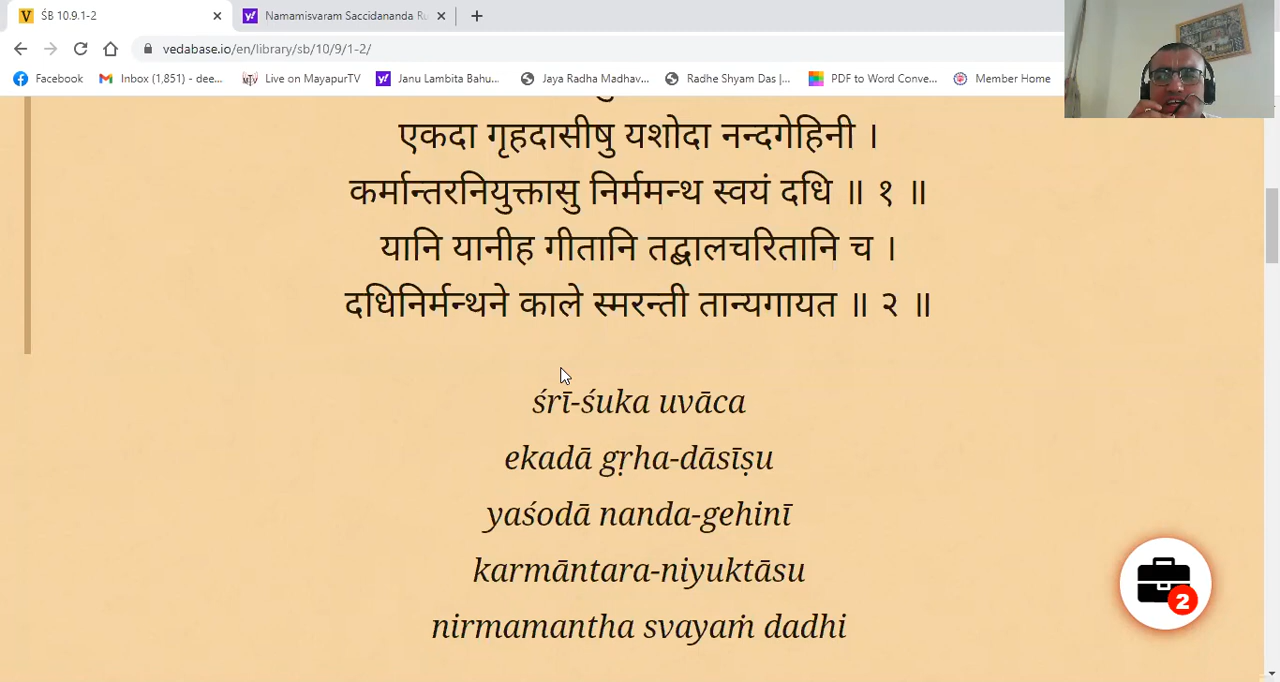 ŚB 10.9.1-2
Namamisvaram Saccidananda Ru
vedabase.io/en/library/sb/10/9/1-2/
Facebook
Inbox (1,851) - dee...
Live on MayapurTV
Janu Lambita Bahu...
Jaya Radha Madhav...
Radhe Shyam Das |...
PDF to Word Conve...
Member Home
एकदा गृहदासीषु यशोदा नन्दगेहिनी ।
कर्मान्तरनियुक्तासु निर्ममन्थ स्वयं दधि ॥ १ ॥
यानि यानीह गीतानि तद्बालचरितानि च ।
दधिनिर्मन्थने काले स्मरन्ती तान्यगायत ॥ २ ॥
śrī-śuka uvāca
ekadā gṛha-dāsīṣu
yaśodā nanda-gehinī
karmāntara-niyuktāsu
nirmamantha svayaṁ dadhi
2